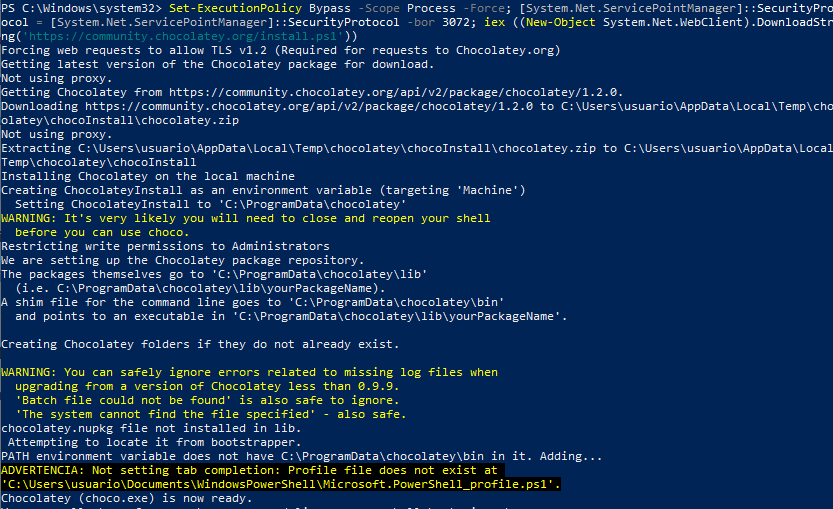 PS C:\Windows\system32> Set-ExecutionPolicy Bypass -Scope Process -Force; [System.Net.ServicePointManager]::SecurityProt
ocol = [System.Net.ServicePointManager]::SecurityProtocol -bor 3072; iex ((New-Object System.Net.WebClient).DownloadStri
ng('https://community.chocolatey.org/install.ps1'))
Forcing web requests to allow TLS v1.2 (Required for requests to Chocolatey.org)
Getting latest version of the Chocolatey package for download.
Not using proxy.
Getting Chocolatey from https://community.chocolatey.org/api/v2/package/chocolatey/1.2.0.
Downloading https://community.chocolatey.org/api/v2/package/chocolatey/1.2.0 to C:\Users\usuario\AppData\Local\Temp\choc
olatey\chocoInstall\chocolatey.zip
Not using proxy.
Extracting C:\Users\usuario\AppData\Local\Temp\chocolatey\chocoInstall\chocolatey.zip to C:\Users\usuario\AppData\Local\
Temp\chocolatey\chocoInstall
Installing Chocolatey on the local machine
Creating ChocolateyInstall as an environment variable (targeting 'Machine')
  Setting ChocolateyInstall to 'C:\ProgramData\chocolatey'
WARNING: It's very likely you will need to close and reopen your shell
  before you can use choco.
Restricting write permissions to Administrators
We are setting up the Chocolatey package repository.
The packages themselves go to 'C:\ProgramData\chocolatey\lib'
  (i.e. C:\ProgramData\chocolatey\lib\yourPackageName).
A shim file for the command line goes to 'C:\ProgramData\chocolatey\bin'
  and points to an executable in 'C:\ProgramData\chocolatey\lib\yourPackageName'.
Creating Chocolatey folders if they do not already exist.
WARNING: You can safely ignore errors related to missing log files when
  upgrading from a version of Chocolatey less than 0.9.9.
  'Batch file could not be found' is also safe to ignore.
  'The system cannot find the file specified' - also safe.
chocolatey.nupkg file not installed in lib.
 Attempting to locate it from bootstrapper.
PATH environment variable does not have C:\ProgramData\chocolatey\bin in it. Adding...
ADVERTENCIA: Not setting tab completion: Profile file does not exist at
'C:\Users\usuario\Documents\WindowsPowerShell\Microsoft.PowerShell_profile.ps1'.
Chocolatey (choco.exe) is now ready.